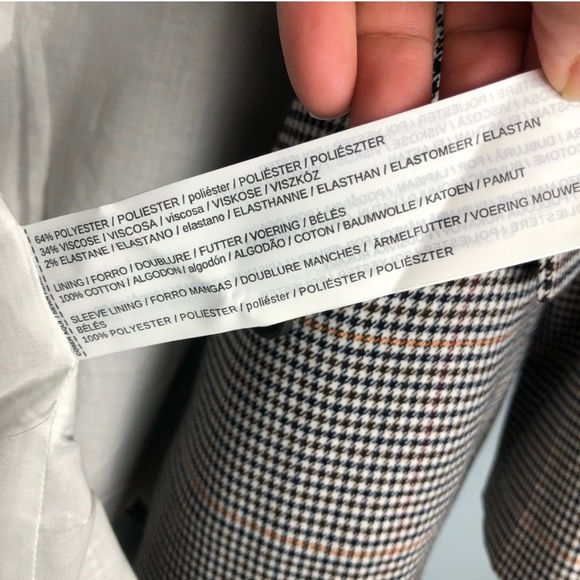 64% POLYESTER / POLIESTER / poliéster / POLIÉSTER / POLIÉSZTER
34% VISCOSE / VISCOSA / viscosa / VISKOSE / VISZKÓZ
2% ELASTANE / ELASTANO / elastano / ELASTHANNE / ELASTHAN / ELASTOMEER / ELASTAN
LINING / FORRO / DOUBLURE / FUTTER / VOERING / BÉLÉS
100% COTTON / ALGODON / algodón / ALGODÃO / COTON / BAUMWOLLE / KATOEN / PAMUT
SLEEVE LINING / FORRO MANGAS / DOUBLURE MANCHES / ÄRMELFUTTER / VOERING MOUWE
BÉLÉS
100% POLYESTER / POLIESTER / poliéster / POLIÉSTER / POLIÉSZTER